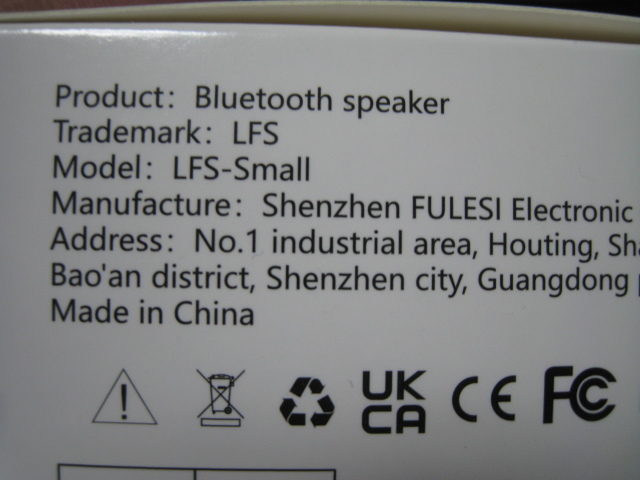 Product: Bluetooth speaker
Trademark: LFS
Model: LFS-Small
Manufacture: Shenzhen FULESI Electronic
Address: No.1 industrial area, Houting,
Bao'an district, Shenzhen city, Guangdong
Made in China
UK
CA
CE
FC